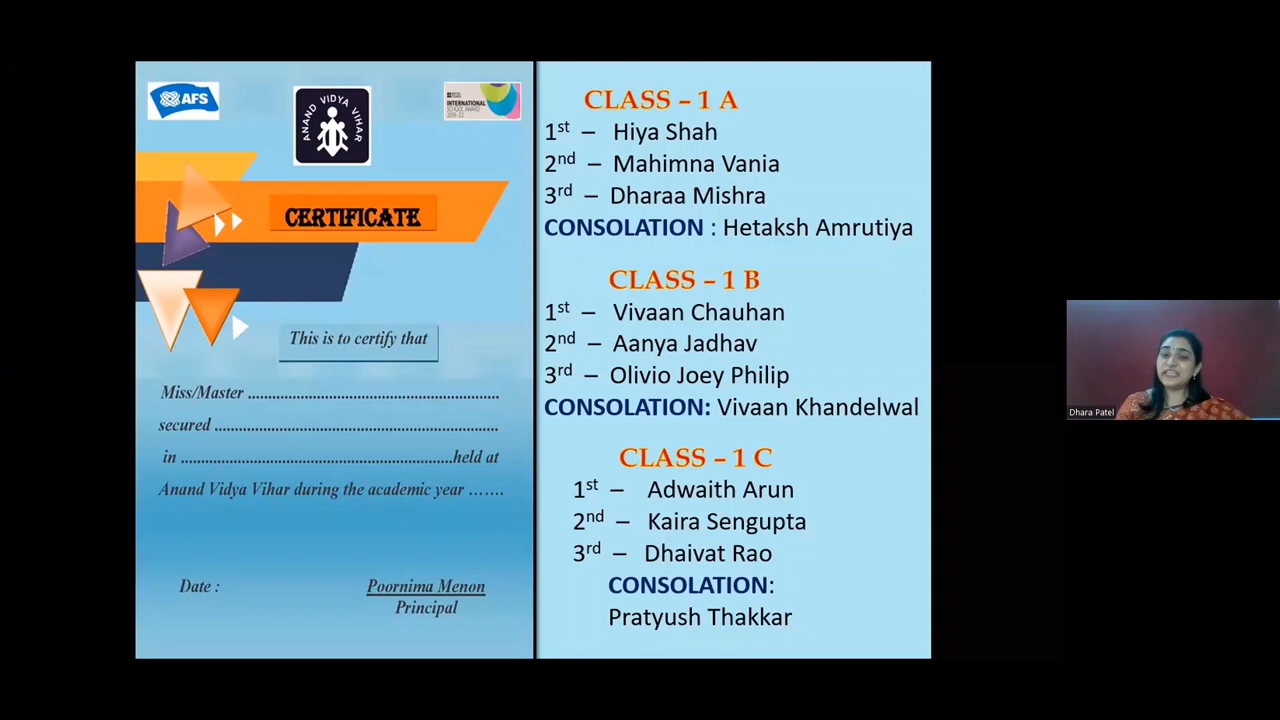 AFS
ANAND VIDYA VIHAR
INTERNATIONAL
SCHOOL AWARD
CERTIFICATE
This is to certify that
Miss/Master ................................................................
secured ........................................................................
in ....................................................................held at
Anand Vidya Vihar during the academic year …….
Date :
Poornima Menon
Principal
CLASS – 1 A
1st – Hiya Shah
2nd – Mahimna Vania
3rd – Dharaa Mishra
CONSOLATION : Hetaksh Amrutiya
CLASS – 1 B
1st – Vivaan Chauhan
2nd – Aanya Jadhav
3rd – Olivio Joey Philip
CONSOLATION: Vivaan Khandelwal
CLASS – 1 C
1st – Adwaith Arun
2nd – Kaira Sengupta
3rd – Dhaivat Rao
CONSOLATION:
Pratyush Thakkar
Dhara Patel